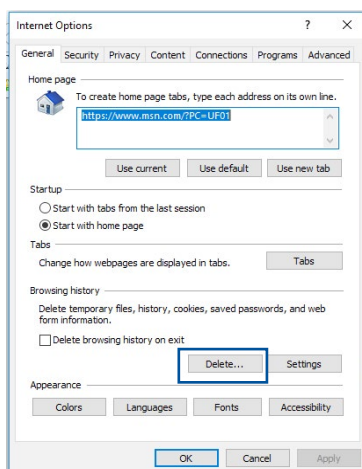 Internet Options ? X
General Security Privacy Content Connections Programs Advanced
Home page
To create home page tabs, type each address on its own line.
https://www.msn.com/?PC=UF01
Use current Use default Use new tab
Startup
Start with tabs from the last session
Start with home page
Tabs
Change how webpages are displayed in tabs. Tabs
Browsing history
Delete temporary files, history, cookies, saved passwords, and web
form information.
Delete browsing history on exit
Delete... Settings
Appearance
Colors Languages Fonts Accessibility
OK Cancel Apply